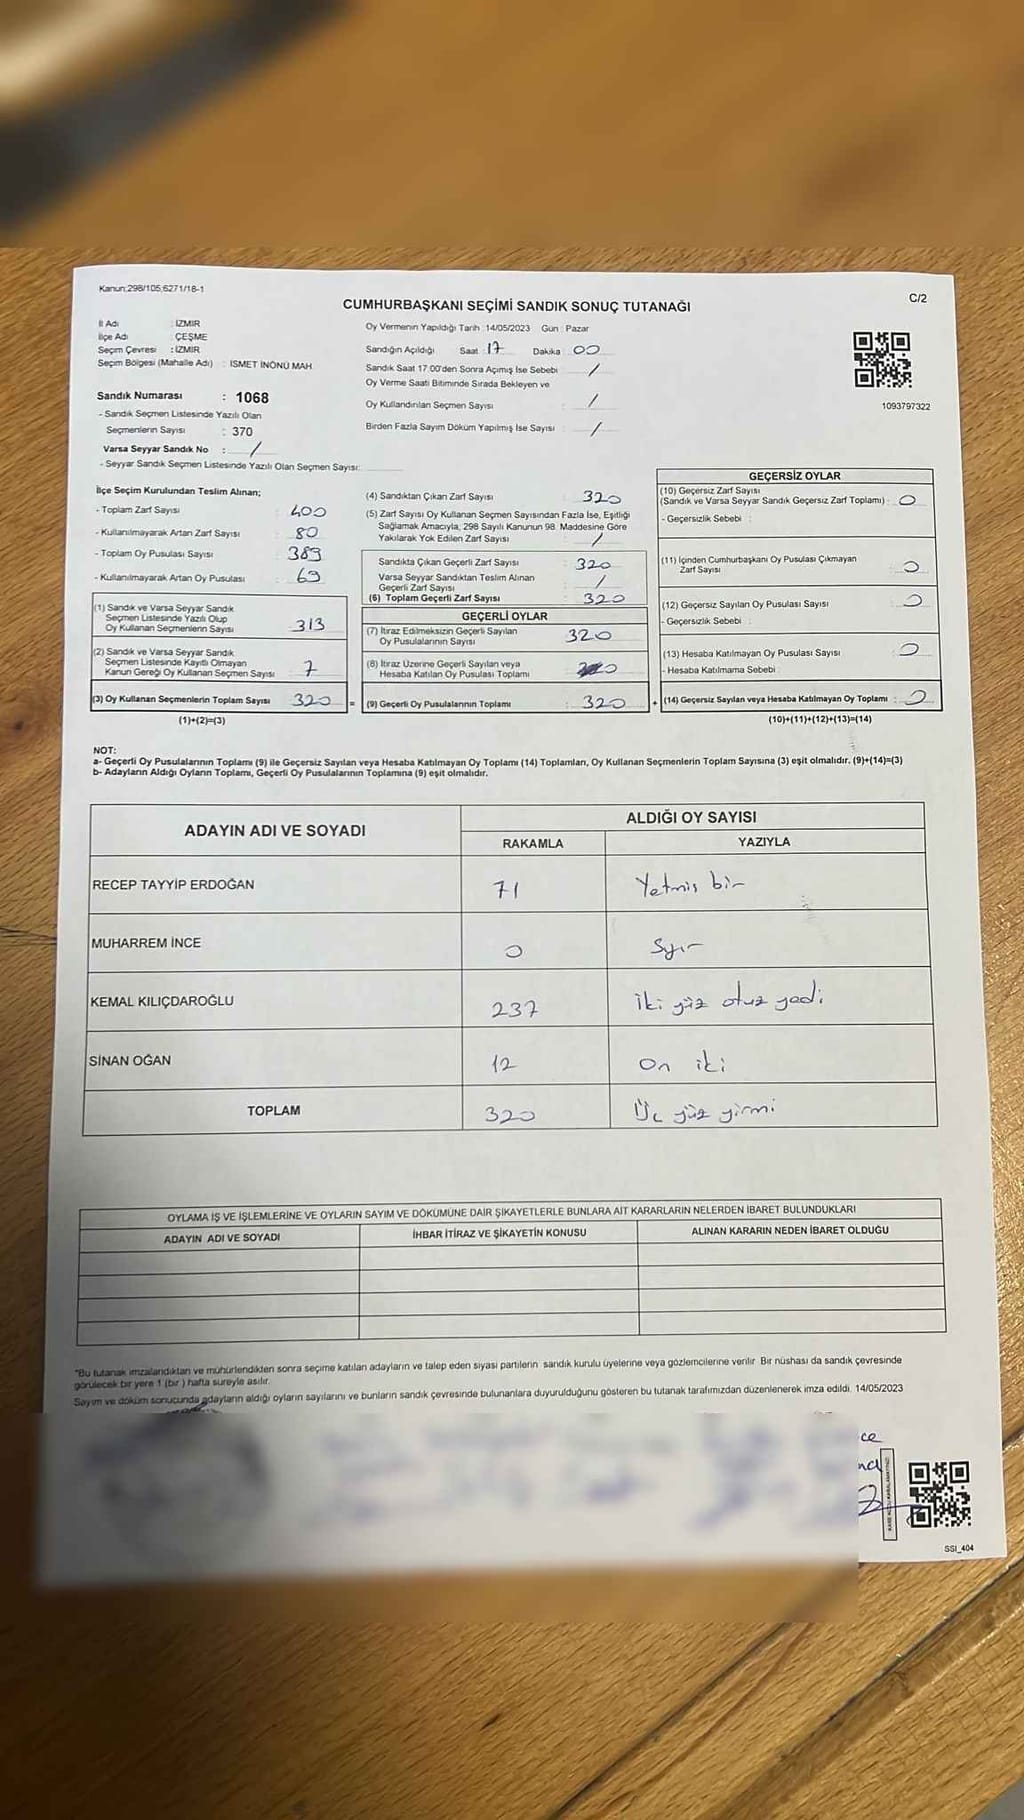 Kanun;298/105,6271/18-1
C/2
CUMHURBAŞKANI SEÇİMİ SANDIK SONUÇ TUTANAĞI
İl Adı : İZMİR
İlçe Adı : ÇEŞME
Seçim Çevresi : İZMİR
Seçim Bölgesi (Mahalle Adı) : İSMET İNÖNÜ MAH
Sandık Numarası : 1068
- Sandık Seçmen Listesinde Yazılı Olan
Seçmenlerin Sayısı : 370
Varsa Seyyar Sandık No : /
- Seyyar Sandık Seçmen Listesinde Yazılı Olan Seçmen Sayısı:
Oy Vermenin Yapıldığı Tarih : 14/05/2023 Gün : Pazar
Sandığın Açıldığı Saat : 17 Dakika : 00
Sandık Saat 17.00'den Sonra Açımış İse Sebebi : /
Oy Verme Saati Bitiminde Sırada Bekleyen ve
Oy Kullandırılan Seçmen Sayısı : /
Birden Fazla Sayım Döküm Yapılmış İse Sayısı : /
1093797322
İlçe Seçim Kurulundan Teslim Alınan;
- Toplam Zarf Sayısı : 400
- Kullanılmayarak Artan Zarf Sayısı : 80
- Toplam Oy Pusulası Sayısı : 389
- Kullanılmayarak Artan Oy Pusulası : 69
(1) Sandık ve Varsa Seyyar Sandık
Seçmen Listesinde Yazılı Olup
Oy Kullanan Seçmenlerin Sayısı : 313
(2) Sandık ve Varsa Seyyar Sandık
Seçmen Listesinde Kayıtlı Olmayan
Kanun Gereği Oy Kullanan Seçmen Sayısı : 7
(3) Oy Kullanan Seçmenlerin Toplam Sayısı : 320 =
(1)+(2)=(3)
(4) Sandıktan Çıkan Zarf Sayısı : 320
(5) Zarf Sayısı Oy Kullanan Seçmen Sayısından Fazla İse, Eşitliği
Sağlamak Amacıyla, 298 Sayılı Kanunun 98. Maddesine Göre
Yakılarak Yok Edilen Zarf Sayısı : /
Sandıkta Çıkan Geçerli Zarf Sayısı : 320
Varsa Seyyar Sandıktan Teslim Alınan
Geçerli Zarf Sayısı : /
(6) Toplam Geçerli Zarf Sayısı : 320
GEÇERLİ OYLAR
(7) İtiraz Edilmeksizin Geçerli Sayılan
Oy Pusulalarının Sayısı : 320
(8) İtiraz Üzerine Geçerli Sayılan veya
Hesaba Katılan Oy Pusulası Toplamı : 0
(9) Geçerli Oy Pusulalarının Toplamı : 320 +
GEÇERSİZ OYLAR
(10) Geçersiz Zarf Sayısı
(Sandık ve Varsa Seyyar Sandık Geçersiz Zarf Toplamı) : 0
- Geçersizlik Sebebi :
(11) İçinden Cumhurbaşkanı Oy Pusulası Çıkmayan
Zarf Sayısı : 0
(12) Geçersiz Sayılan Oy Pusulası Sayısı : 0
- Geçersizlik Sebebi :
(13) Hesaba Katılmayan Oy Pusulası Sayısı : 0
- Hesaba Katılmama Sebebi :
(14) Geçersiz Sayılan veya Hesaba Katılmayan Oy Toplamı : 0
(10)+(11)+(12)+(13)=(14)
NOT:
a- Geçerli Oy Pusulalarının Toplamı (9) ile Geçersiz Sayılan veya Hesaba Katılmayan Oy Toplamı (14) Toplamları, Oy Kullanan Seçmenlerin Toplam Sayısına (3) eşit olmalıdır. (9)+(14)=(3)
b- Adayların Aldığı Oyların Toplamı, Geçerli Oy Pusulalarının Toplamına (9) eşit olmalıdır.
ADAYIN ADI VE SOYADI
ALDIĞI OY SAYISI
RAKAMLA YAZIYLA
RECEP TAYYİP ERDOĞAN 71 Yetmiş bir
MUHARREM İNCE 0 Sıfır
KEMAL KILIÇDAROĞLU 237 İki yüz otuz yedi
SİNAN OĞAN 12 On iki
TOPLAM 320 Üç yüz yirmi
OYLAMA İŞ VE İŞLEMLERİNE VE OYLARIN SAYIM VE DÖKÜMÜNE DAİR ŞİKAYETLERLE BUNLARA AİT KARARLARIN NELERDEN İBARET BULUNDUKLARI
ADAYIN ADI VE SOYADI İHBAR İTİRAZ VE ŞİKAYETİN KONUSU ALINAN KARARIN NEDEN İBARET OLDUĞU
*Bu tutanak imzalandıktan ve mühürlendikten sonra seçime katılan adayların ve talep eden siyasi partilerin sandık kurulu üyelerine veya gözlemcilerine verilir. Bir nüshası da sandık çevresinde
görülecek bir yere 1 (bir ) hafta süreyle asılır.
Sayım ve döküm sonucunda adayların aldığı oyların sayılarını ve bunların sandık çevresinde bulunanlara duyurulduğunu gösteren bu tutanak tarafımızdan düzenlenerek imza edildi. 14/05/2023
SSI_404